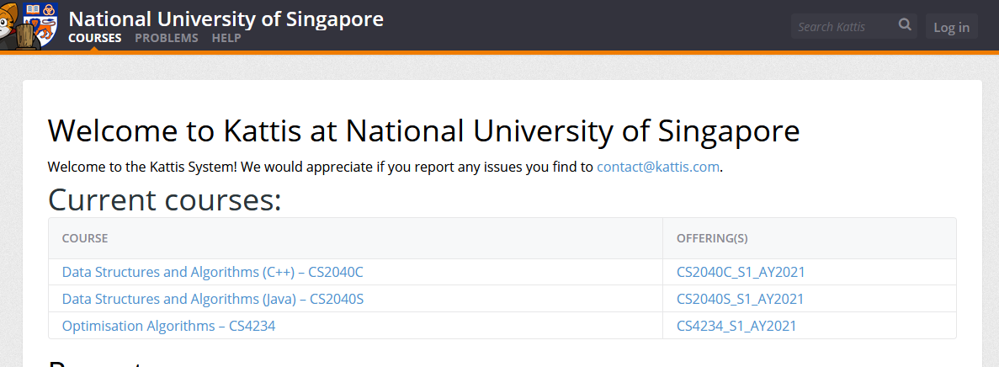 National University of Singapore
COURSES PROBLEMS HELP
Search Kattis
Log in
Welcome to Kattis at National University of Singapore
Welcome to the Kattis System! We would appreciate if you report any issues you find to contact@kattis.com.
Current courses:
COURSE OFFERING(S)
Data Structures and Algorithms (C++) – CS2040C CS2040C_S1_AY2021
Data Structures and Algorithms (Java) – CS2040S CS2040S_S1_AY2021
Optimisation Algorithms – CS4234 CS4234_S1_AY2021